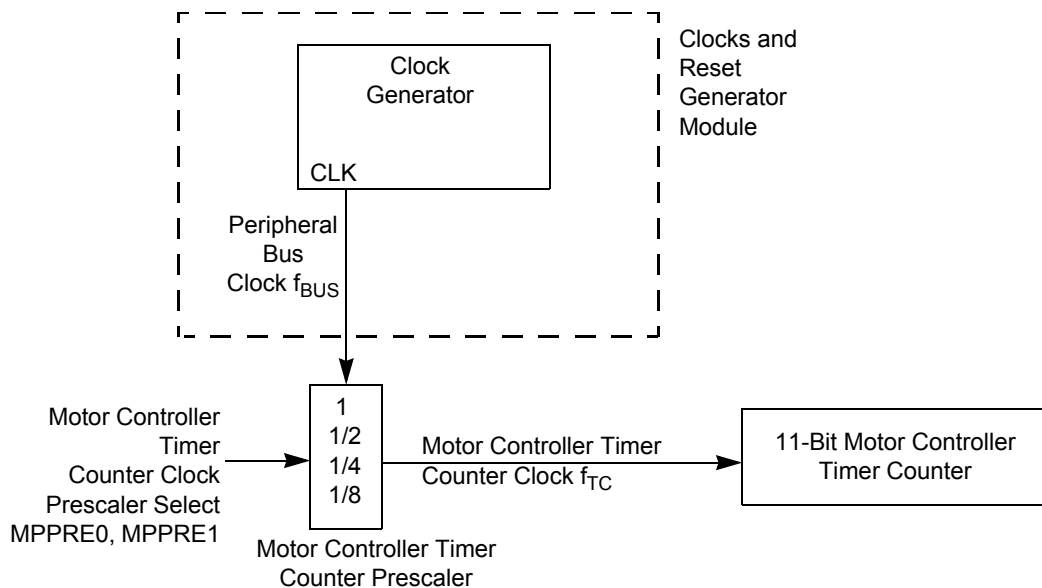 Clocks and
Reset
Generator
Module
Clock
Generator
CLK
Peripheral
Bus
Clock fBUS
Motor Controller
Timer
Counter Clock
Prescaler Select
MPPRE0, MPPRE1
1
1/2
1/4
1/8
Motor Controller Timer
Counter Prescaler
Motor Controller Timer
Counter Clock fTC
11-Bit Motor Controller
Timer Counter